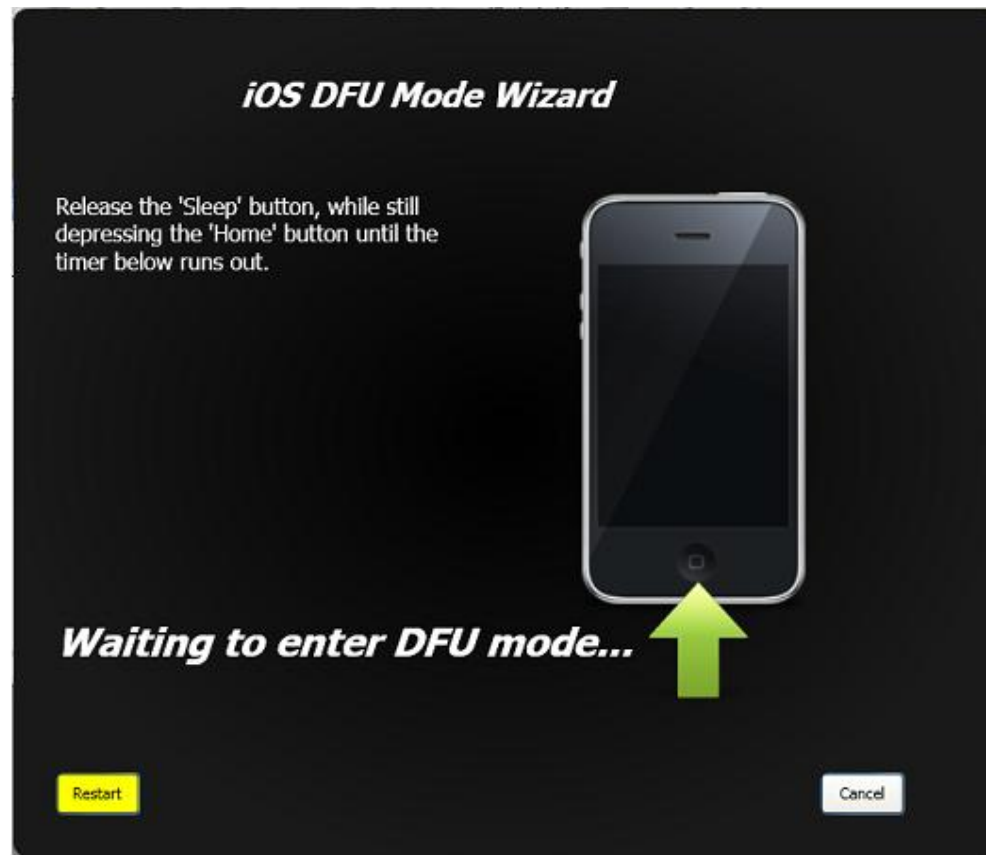 iOS DFU Mode Wizard
Release the 'Sleep' button, while still
depressing the 'Home' button until the
timer below runs out.
Waiting to enter DFU mode...
Restart
Cancel